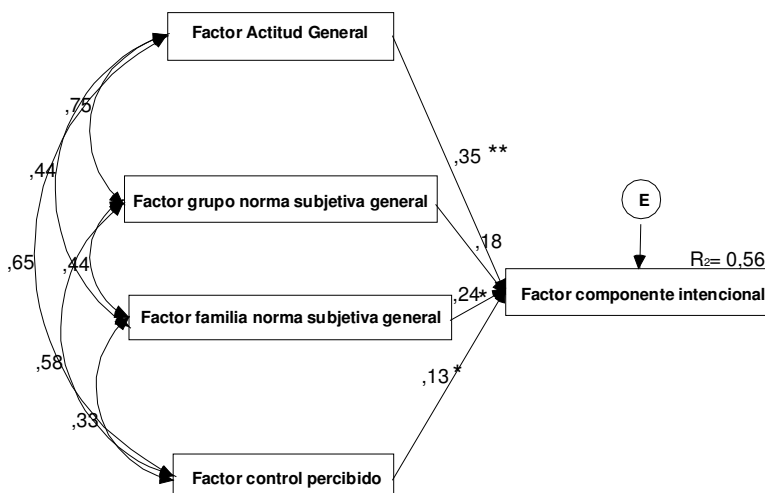 Factor Actitud General
,75
,35 **
,44
Factor grupo norma subjetiva general
E
,18
,65
,44
R2= 0,56
,24*
Factor componente intencional
Factor familia norma subjetiva general
,58
,13 *
,33
Factor control percibido